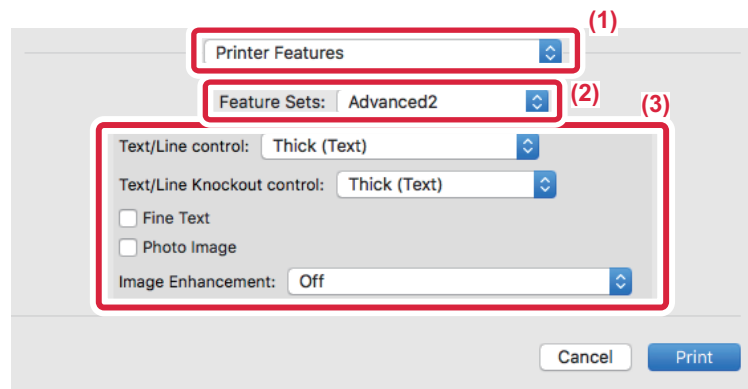 (1)
Printer Features
Feature Sets: Advanced2 (2)
(3)
Text/Line control: Thick (Text)
Text/Line Knockout control: Thick (Text)
Fine Text
Photo Image
Image Enhancement: Off
Cancel Print